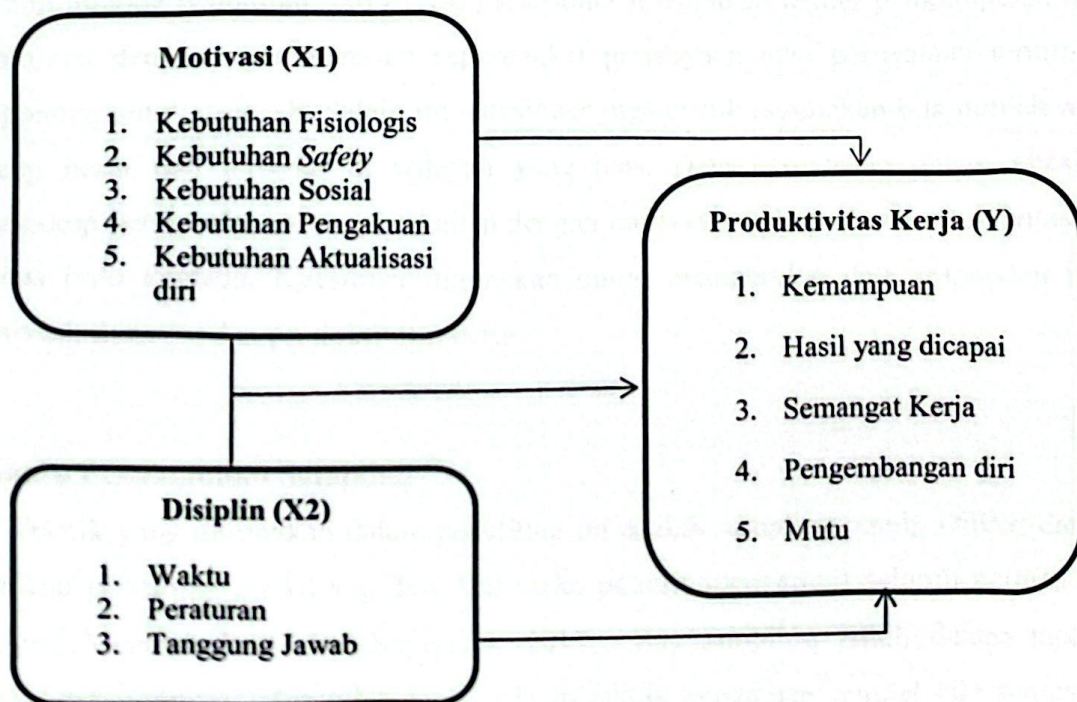 Motivasi (X1)
1. Kebutuhan Fisiologis
2. Kebutuhan Safety
3. Kebutuhan Sosial
4. Kebutuhan Pengakuan
5. Kebutuhan Aktualisasi
diri
Produktivitas Kerja (Y)
1. Kemampuan
2. Hasil yang dicapai
3. Semangat Kerja
4. Pengembangan diri
5. Mutu
Disiplin (X2)
1. Waktu
2. Peraturan
3. Tanggung Jawab